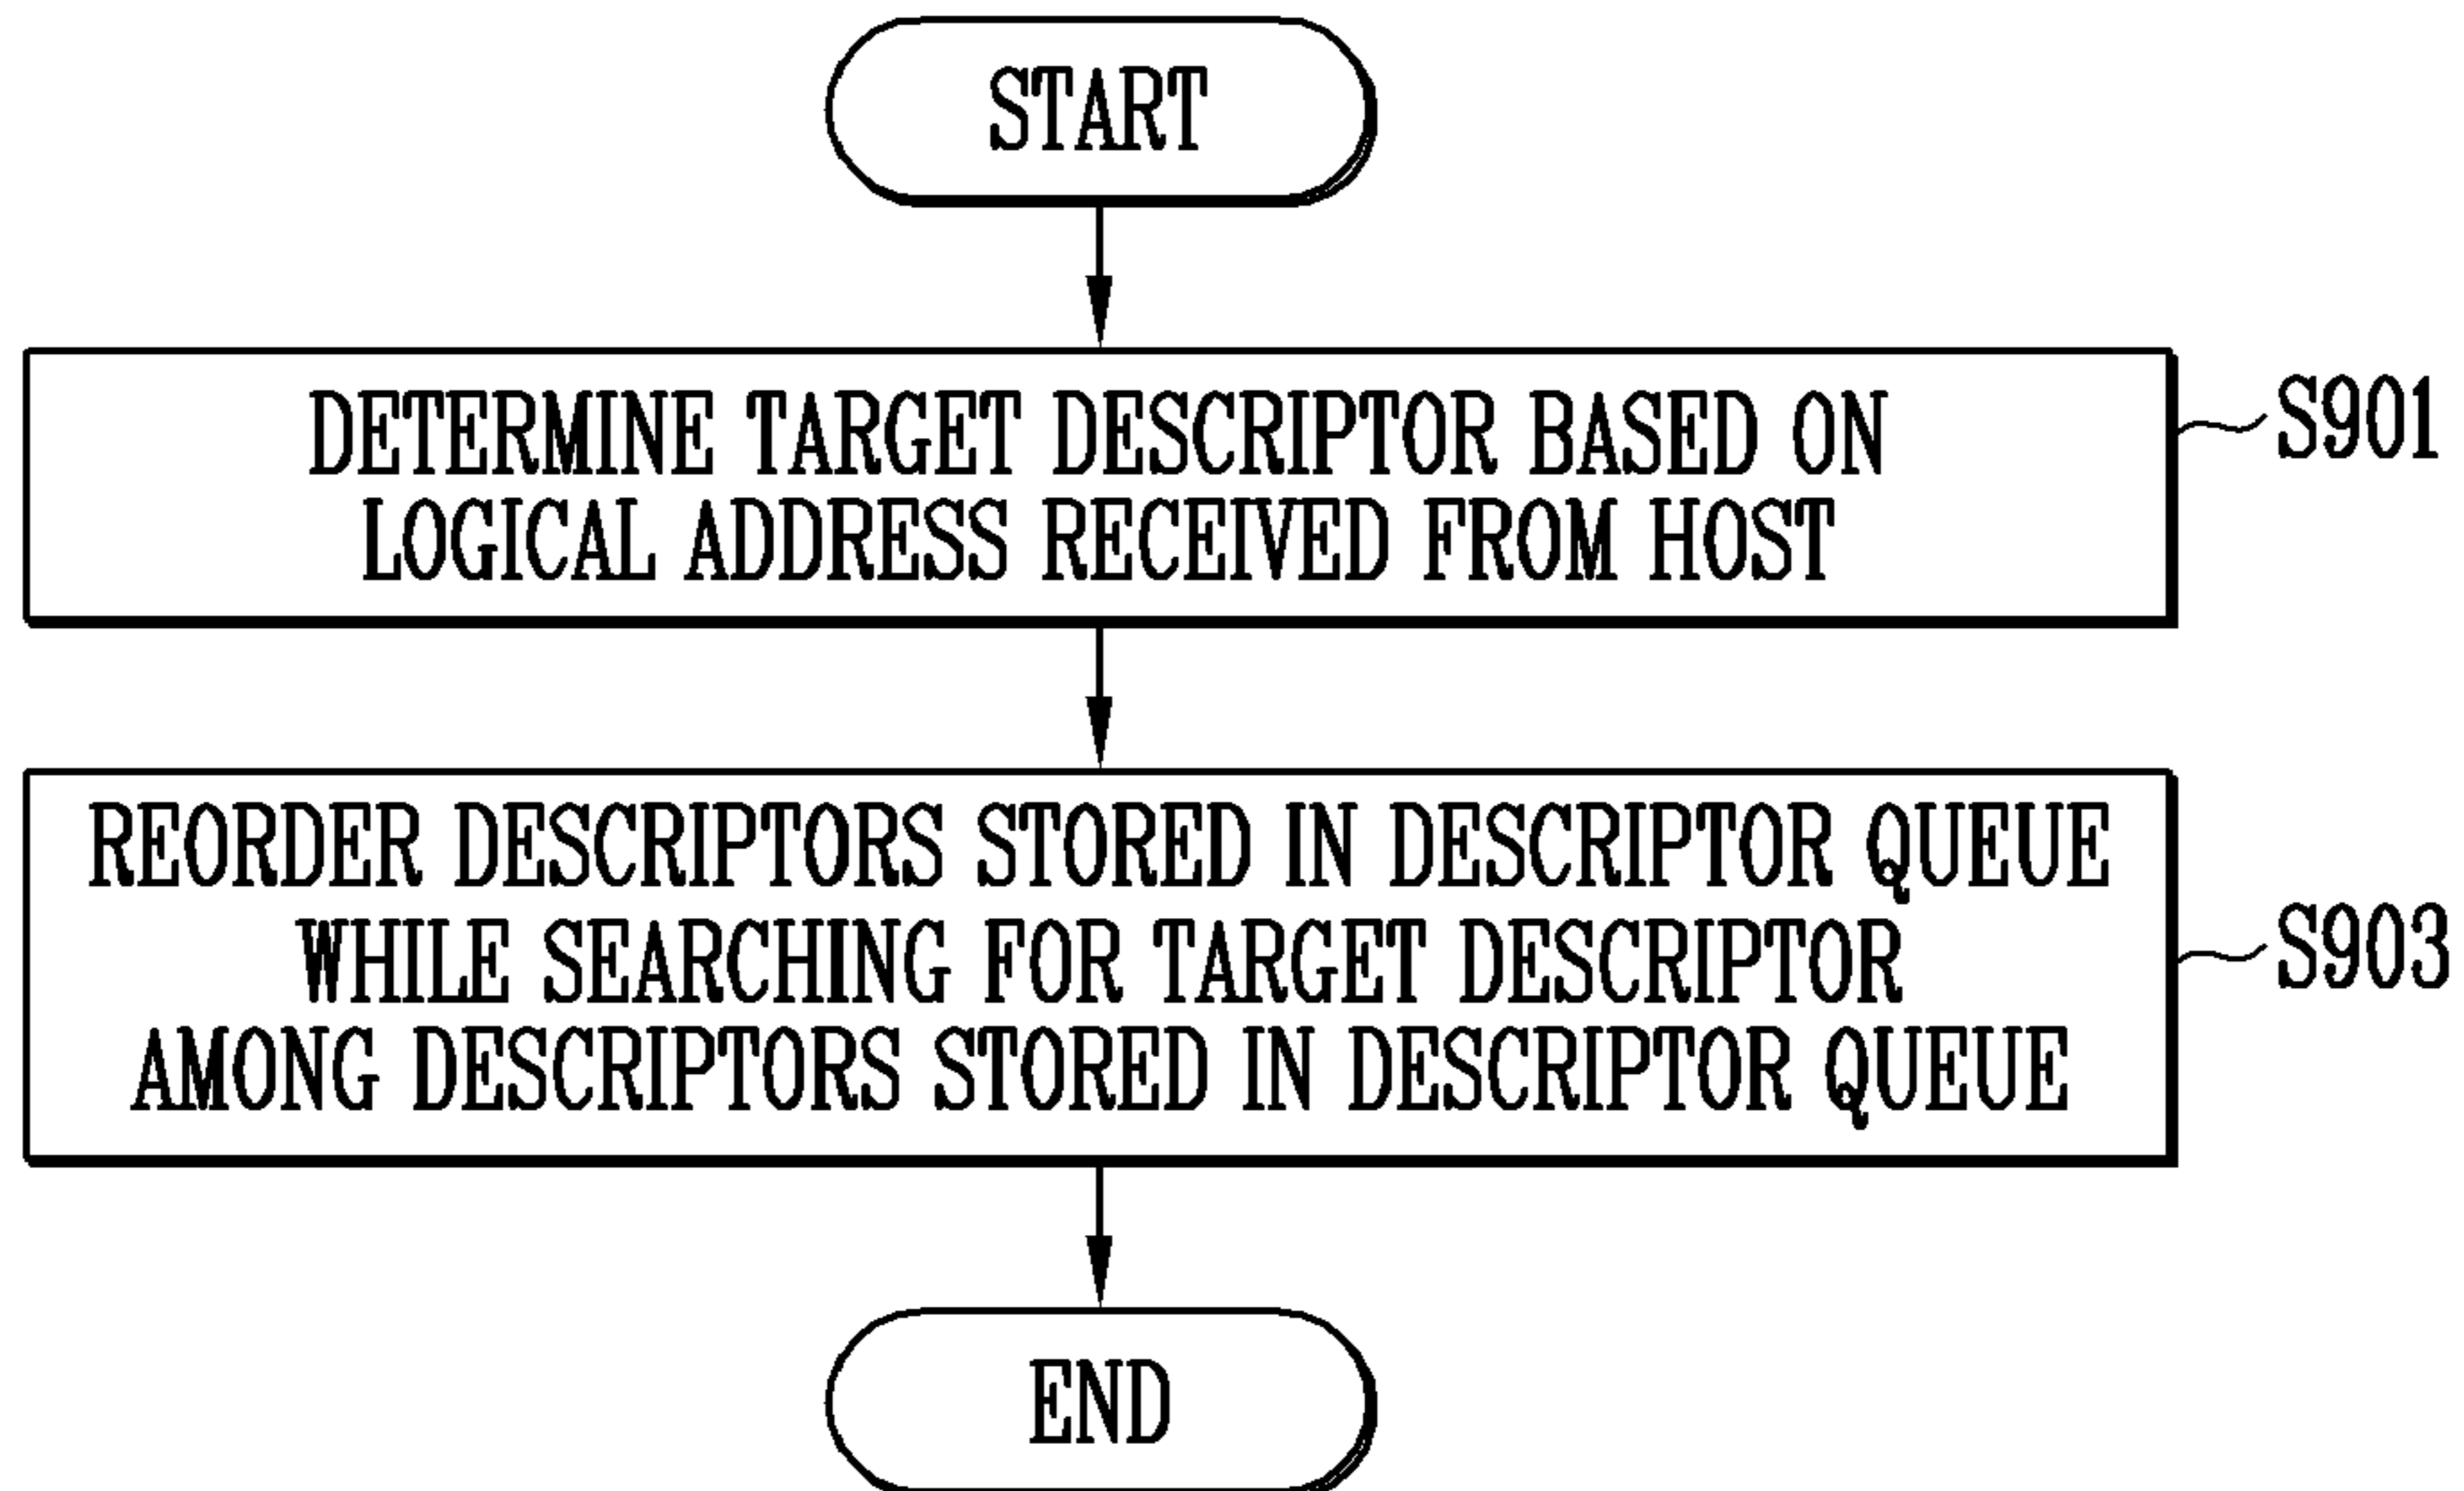 START
DETERMINE TARGET DESCRIPTOR BASED ON
LOGICAL ADDRESS RECEIVED FROM HOST
S901
REORDER DESCRIPTORS STORED IN DESCRIPTOR QUEUE
WHILE SEARCHING FOR TARGET DESCRIPTOR
AMONG DESCRIPTORS STORED IN DESCRIPTOR QUEUE
S903
END